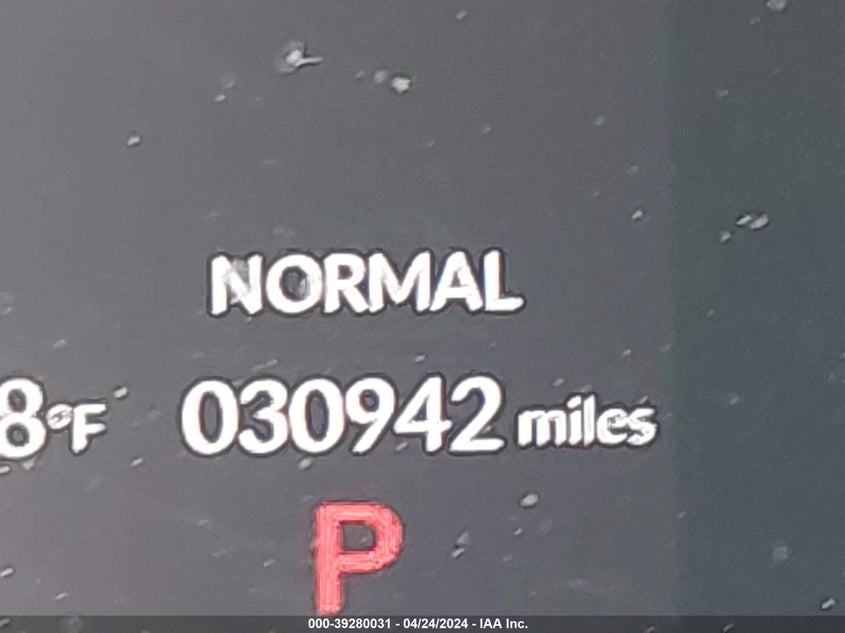 NORMAL
8°F 030942 miles
P
000-39280031 - 04/24/2024 - IAA Inc.